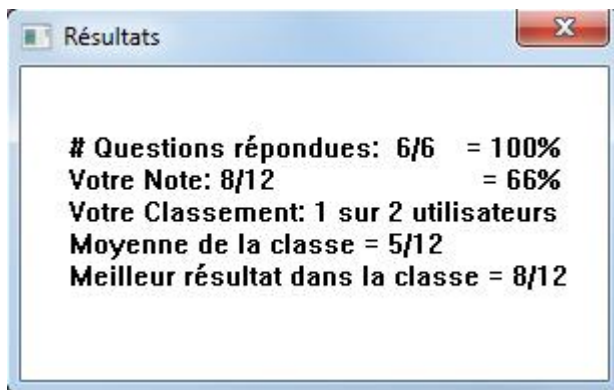 Résultats
# Questions répondues: 6/6 = 100%
Votre Note: 8/12 = 66%
Votre Classement: 1 sur 2 utilisateurs
Moyenne de la classe = 5/12
Meilleur résultat dans la classe = 8/12